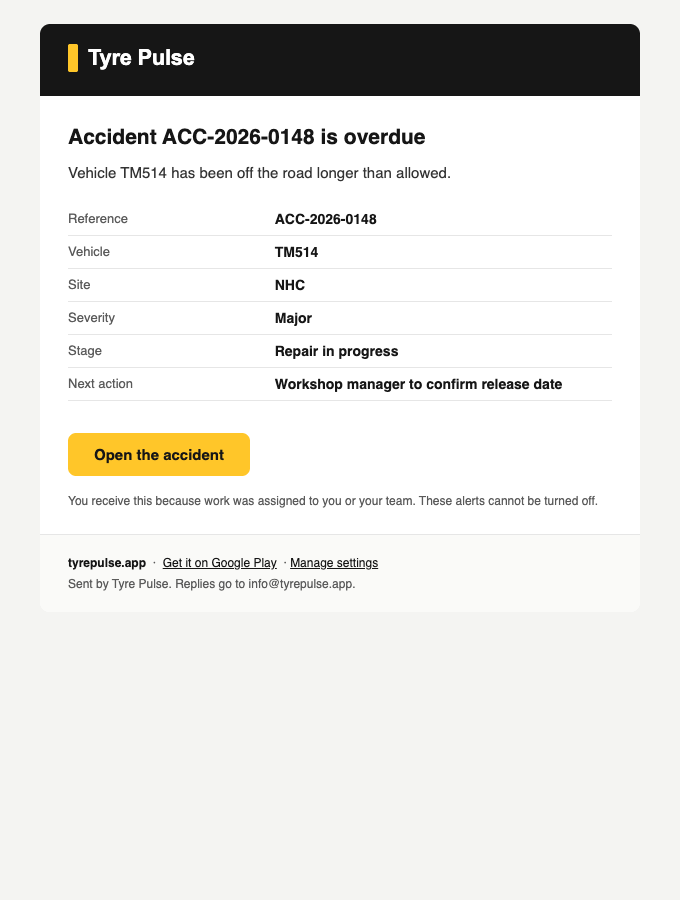 Tyre Pulse
Accident ACC-2026-0148 is overdue
Vehicle TM514 has been off the road longer than allowed.
Reference ACC-2026-0148
Vehicle TM514
Site NHC
Severity Major
Stage Repair in progress
Next action Workshop manager to confirm release date
Open the accident
You receive this because work was assigned to you or your team. These alerts cannot be turned off.
tyrepulse.app · Get it on Google Play · Manage settings
Sent by Tyre Pulse. Replies go to info@tyrepulse.app.